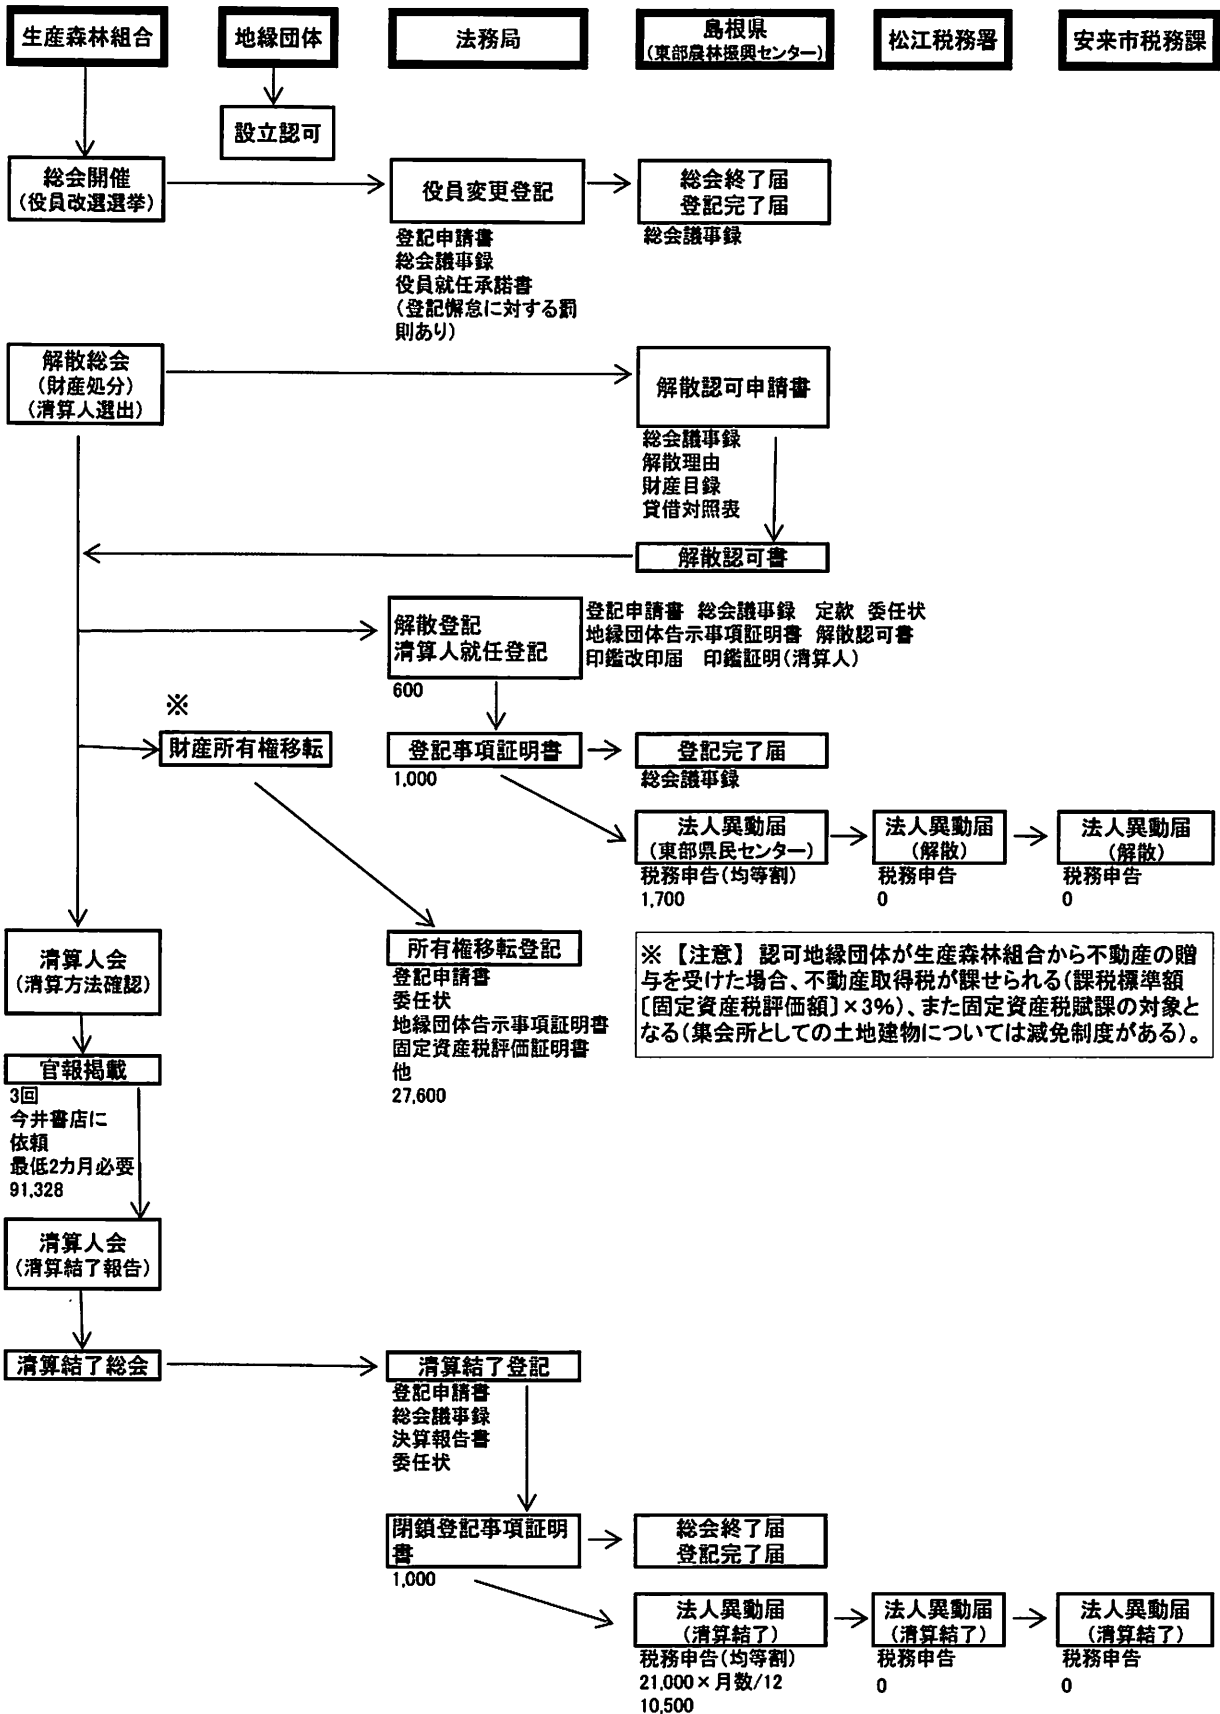 生産森林組合
地縁団体
法務局
島根県
(東部農林振興センター)
松江税務署
安来市税務課
設立認可
総会開催
(役員改選選挙)
役員変更登記
総会終了届
登記完了届
登記申請書
総会議事録
役員就任承諾書
(登記懈怠に対する罰
則あり)
総会議事録
解散総会
(財産処分)
(清算人選出)
解散認可申請書
総会議事録
解散理由
財産目録
貸借対照表
解散認可書
解散登記
清算人就任登記
600
登記申請書 総会議事録 定款 委任状
地縁団体告示事項証明書 解散認可書
印鑑改印届 印鑑証明(清算人)
※
財産所有権移転
登記事項証明書
1,000
登記完了届
総会議事録
法人異動届
(東部県民センター)
税務申告(均等割)
1,700
法人異動届
(解散)
税務申告
0
法人異動届
(解散)
税務申告
0
清算人会
(清算方法確認)
所有権移転登記
登記申請書
委任状
地縁団体告示事項証明書
固定資産税評価証明書
他
27,600
※ 【注意】 認可地縁団体が生産森林組合から不動産の贈
与を受けた場合、不動産取得税が課せられる(課税標準額
〔固定資産税評価額〕×3%)、また固定資産税賦課の対象と
なる(集会所としての土地建物については減免制度がある)。
官報掲載
3回
今井書店に
依頼
最低2カ月必要
91,328
清算人会
(清算結了報告)
清算結了総会
清算結了登記
登記申請書
総会議事録
決算報告書
委任状
閉鎖登記事項証明
書
1,000
総会終了届
登記完了届
法人異動届
(清算結了)
税務申告(均等割)
21,000×月数/12
10,500
法人異動届
(清算結了)
税務申告
0
法人異動届
(清算結了)
税務申告
0